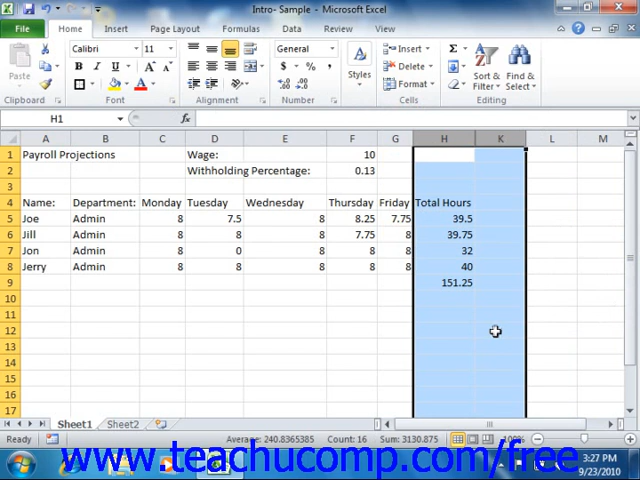 Intro- Sample - Microsoft Excel
File Home Insert Page Layout Formulas Data Review View
Calibri 11 General Insert
Paste B I U $ % , Styles Delete Σ Sort & Filter Find & Select
A .0 .00 .00 .0 Format
Clipboard Font Alignment Number Cells Editing
H1 fx
A B C D E F G H K L M
1 Payroll Projections Wage: 10
2 Withholding Percentage: 0.13
3
4 Name: Department: Monday Tuesday Wednesday Thursday Friday Total Hours
5 Joe Admin 8 7.5 8 8.25 7.75 39.5
6 Jill Admin 8 8 8 7.75 8 39.75
7 Jon Admin 8 0 8 8 8 32
8 Jerry Admin 8 8 8 8 8 40
9 151.25
10
11
12
13
14
15
16
17
Sheet1 Sheet2
Ready Average: 240.8365385 Count: 16 Sum: 3130.875 100%
www.teachucomp.com/free
3:27 PM
9/23/2010